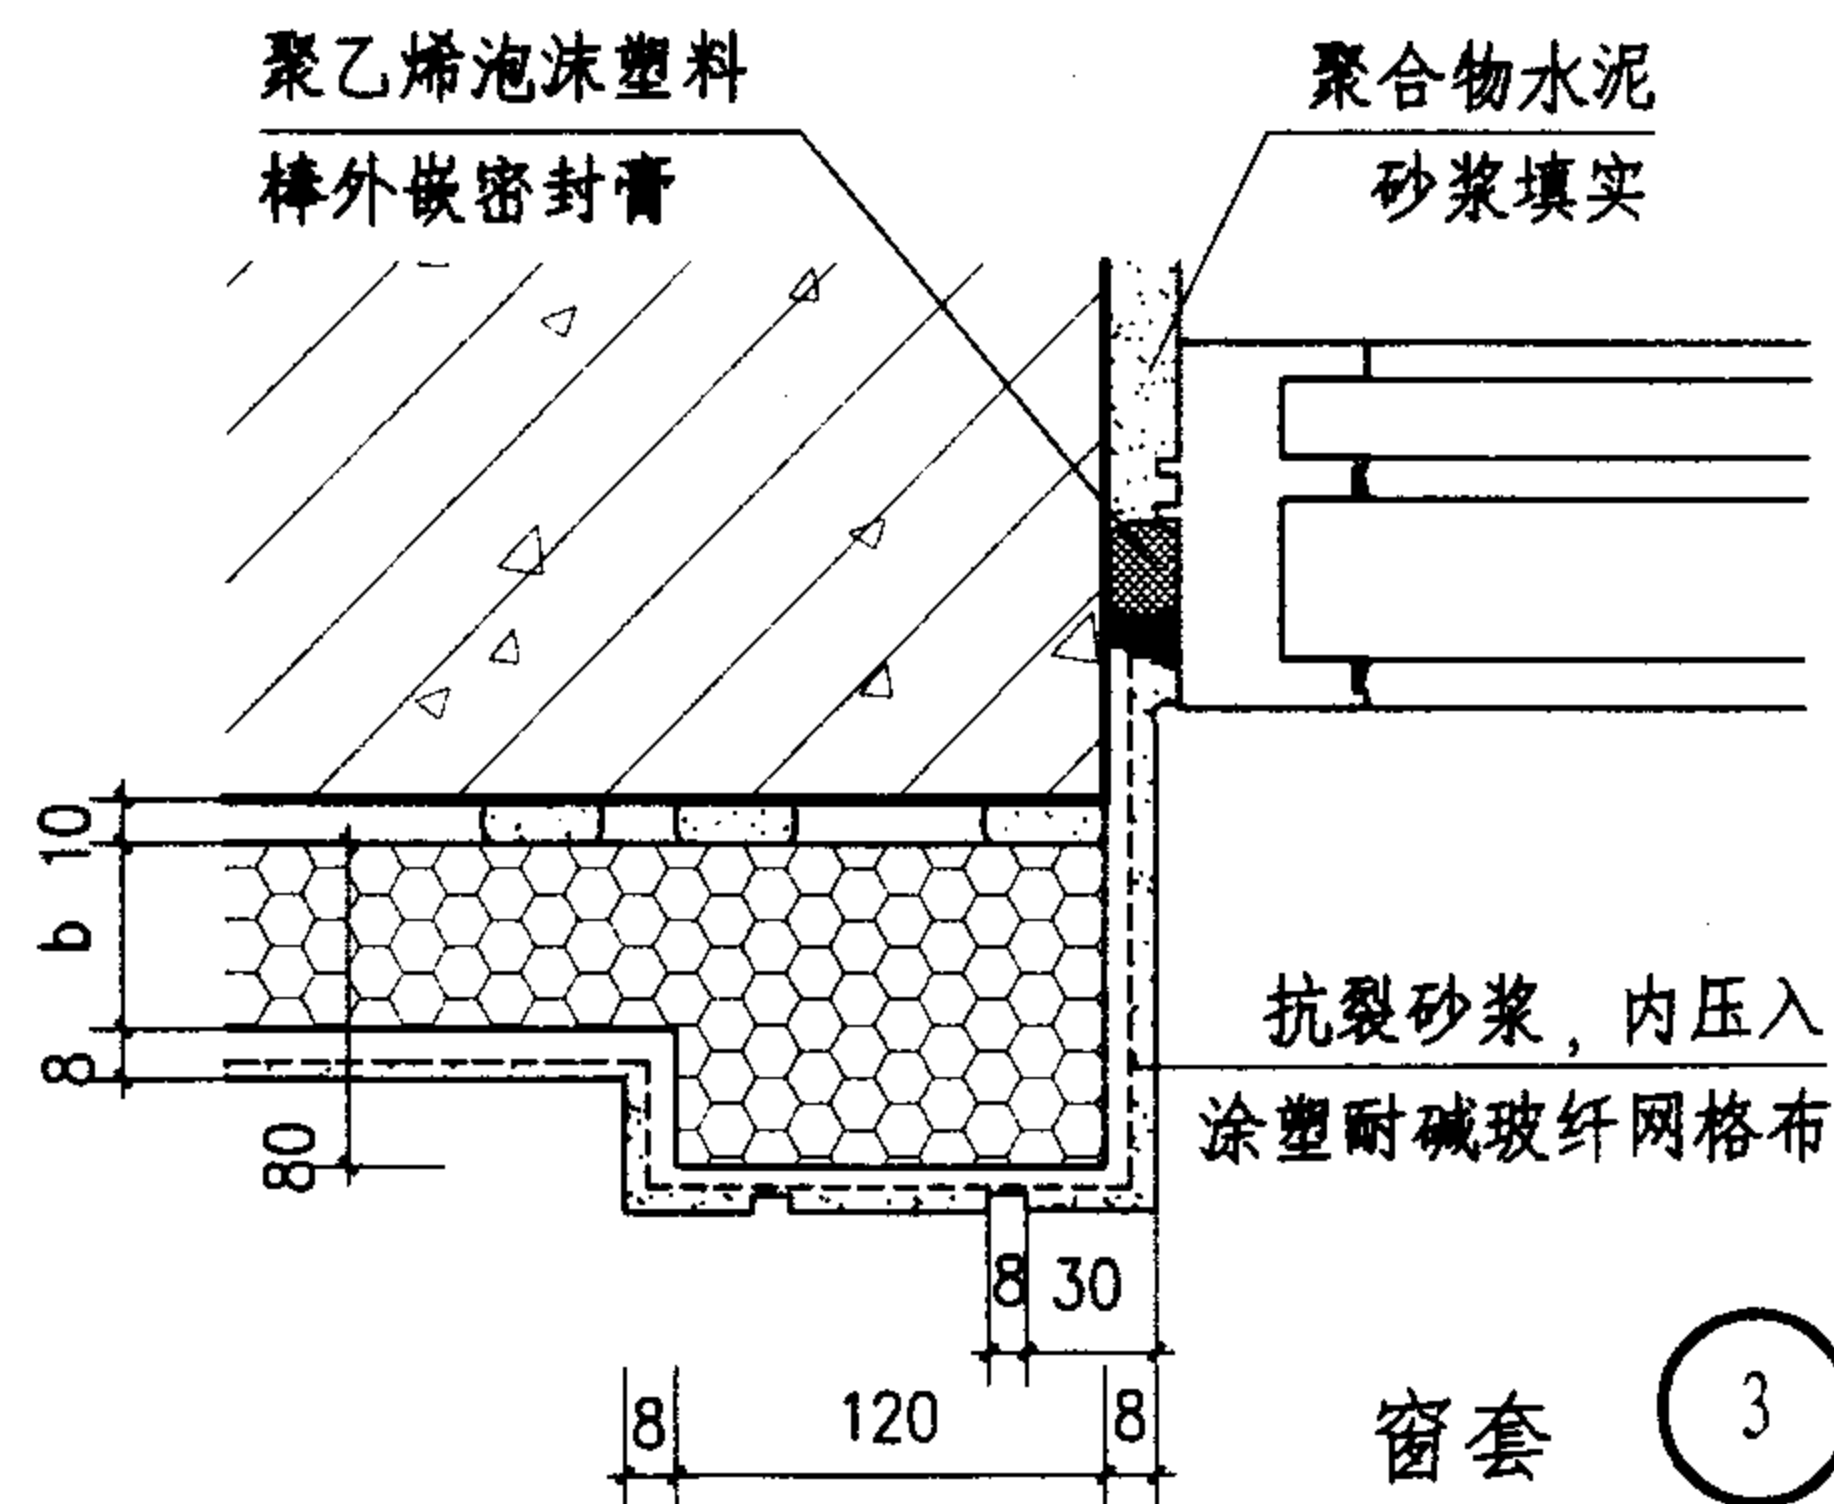 聚乙烯泡沫塑料
棒外嵌密封膏
聚合物水泥
砂浆填实
10
b
8
80
抗裂砂浆，内压入
涂塑耐碱玻纤网格布
8 30
8 120 8
窗套 3